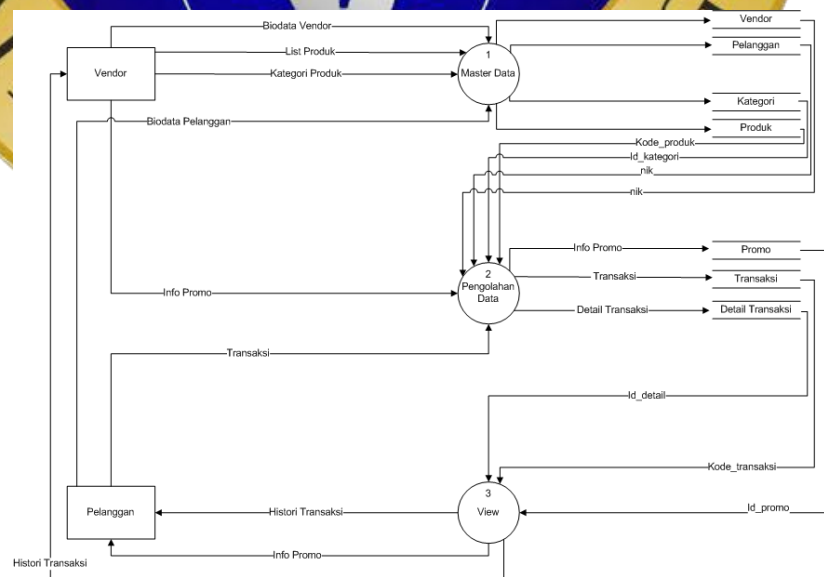 Biodata Vendor
List Produk
Kategori Produk
Vendor
1
Master Data
Vendor
Pelanggan
Kategori
Produk
Biodata Pelanggan
Kode_produk
Id_kategori
nik
nik
Info Promo
2
Pengolahan
Data
Info Promo
Transaksi
Detail Transaksi
Promo
Transaksi
Detail Transaksi
Transaksi
Id_detail
Kode_transaksi
Id_promo
Pelanggan
Histori Transaksi
3
View
Info Promo
Histori Transaksi